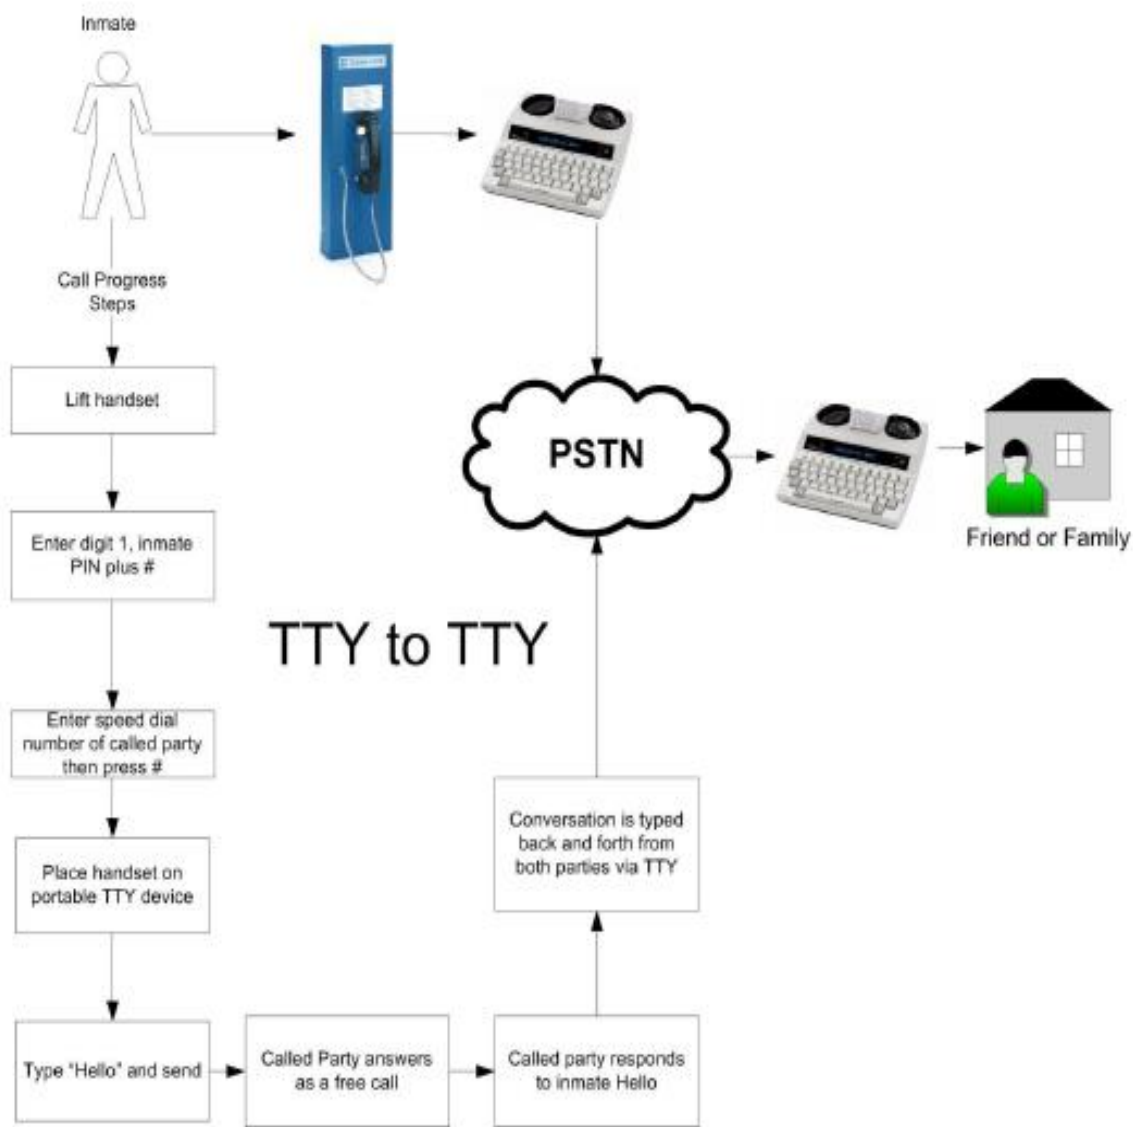 Inmate
Call Progress
Steps
Lift handset
Enter digit 1, inmate
PIN plus #
Enter speed dial
number of called party
then press #
Place handset on
portable TTY device
Type "Hello" and send
Called Party answers
as a free call
Called party responds
to inmate Hello
Conversation is typed
back and forth from
both parties via TTY
PSTN
Friend or Family
TTY to TTY